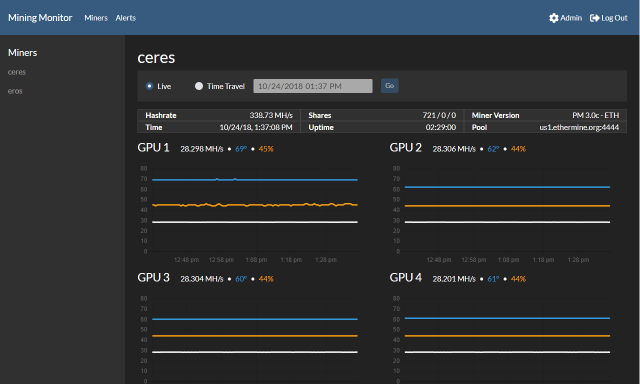 Mining Monitor Miners Alerts Admin Log Out
Miners
ceres
eros
ceres
Live Time Travel 10/24/2018 01:37 PM Go
Hashrate 338.73 MH/s Shares 721 / 0 / 0 Miner Version PM 3.0c - ETH
Time 10/24/18, 1:37:08 PM Uptime 02:29:00 Pool us1.ethermine.org:4444
GPU 1 28.298 MH/s • 69° • 45%
80
70
60
50
40
30
20
10
0
12:48 pm 12:58 pm 1:08 pm 1:18 pm 1:28 pm
GPU 2 28.306 MH/s • 62° • 44%
80
70
60
50
40
30
20
10
0
12:48 pm 12:58 pm 1:08 pm 1:18 pm 1:28 pm
GPU 3 28.304 MH/s • 60° • 44%
80
70
60
50
40
30
20
10
0
GPU 4 28.201 MH/s • 61° • 44%
80
70
60
50
40
30
20
10
0